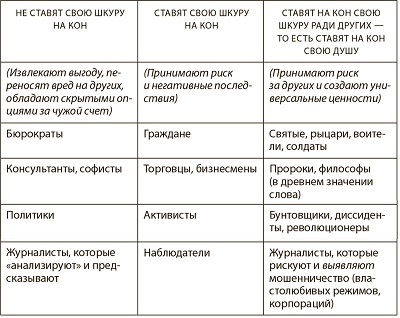 НЕ СТАВЯТ СВОЮ ШКУРУ
НА КОН
СТАВЯТ СВОЮ ШКУРУ
НА КОН
СТАВЯТ НА КОН СВОЮ
ШКУРУ РАДИ ДРУГИХ —
ТО ЕСТЬ СТАВЯТ НА КОН
СВОЮ ДУШУ
(Извлекают выгоду, пе-
реносят вред на других,
обладают скрытыми оп-
циями за чужой счет)
(Принимают риск
и негативные послед-
ствия)
(Принимают риск
за других и создают уни-
версальные ценности)
Бюрократы
Граждане
Святые, рыцари, воите-
ли, солдаты
Консультанты, софисты
Торговцы, бизнесмены
Пророки, философы
(в древнем значении
слова)
Политики
Активисты
Бунтовщики, диссиден-
ты, революционеры
Журналисты, которые
«анализируют» и пред-
сказывают
Наблюдатели
Журналисты, которые
рискуют и выявляют
мошенничество (вла-
столюбивых режимов,
корпораций)